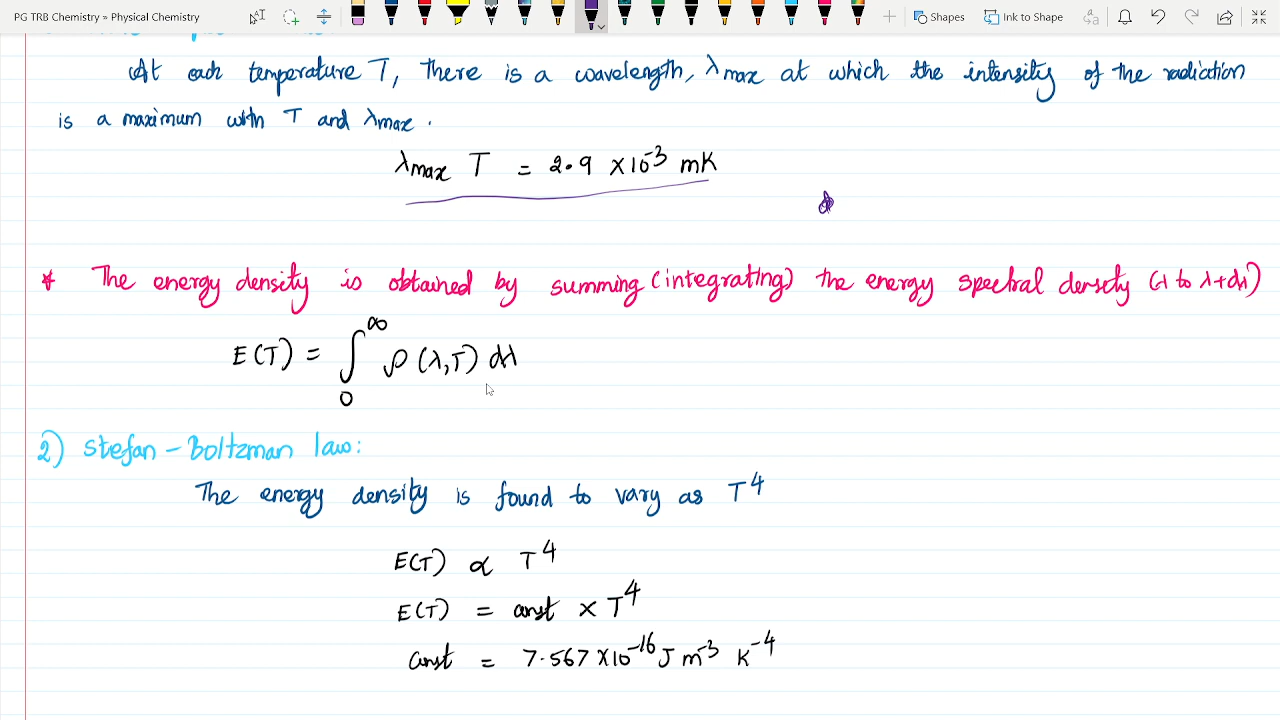 PG TRB Chemistry » Physical Chemistry
Shapes
Ink to Shape
At each temperature T, There is a wavelength, λmax at which the intensity of the radiation
is a maximum with T and λmax.
λmax T = 2.9 ×10⁻³ mK
* The energy density is obtained by summing (integrating) the energy spectral density (λ to λ+dλ)
E(T) = ∫₀^∞ ρ(λ,T) dλ
2) Stefan – Boltzman law:
The energy density is found to vary as T⁴
E(T) ∝ T⁴
E(T) = const × T⁴
const = 7.567 ×10⁻¹⁶ J m⁻³ K⁻⁴